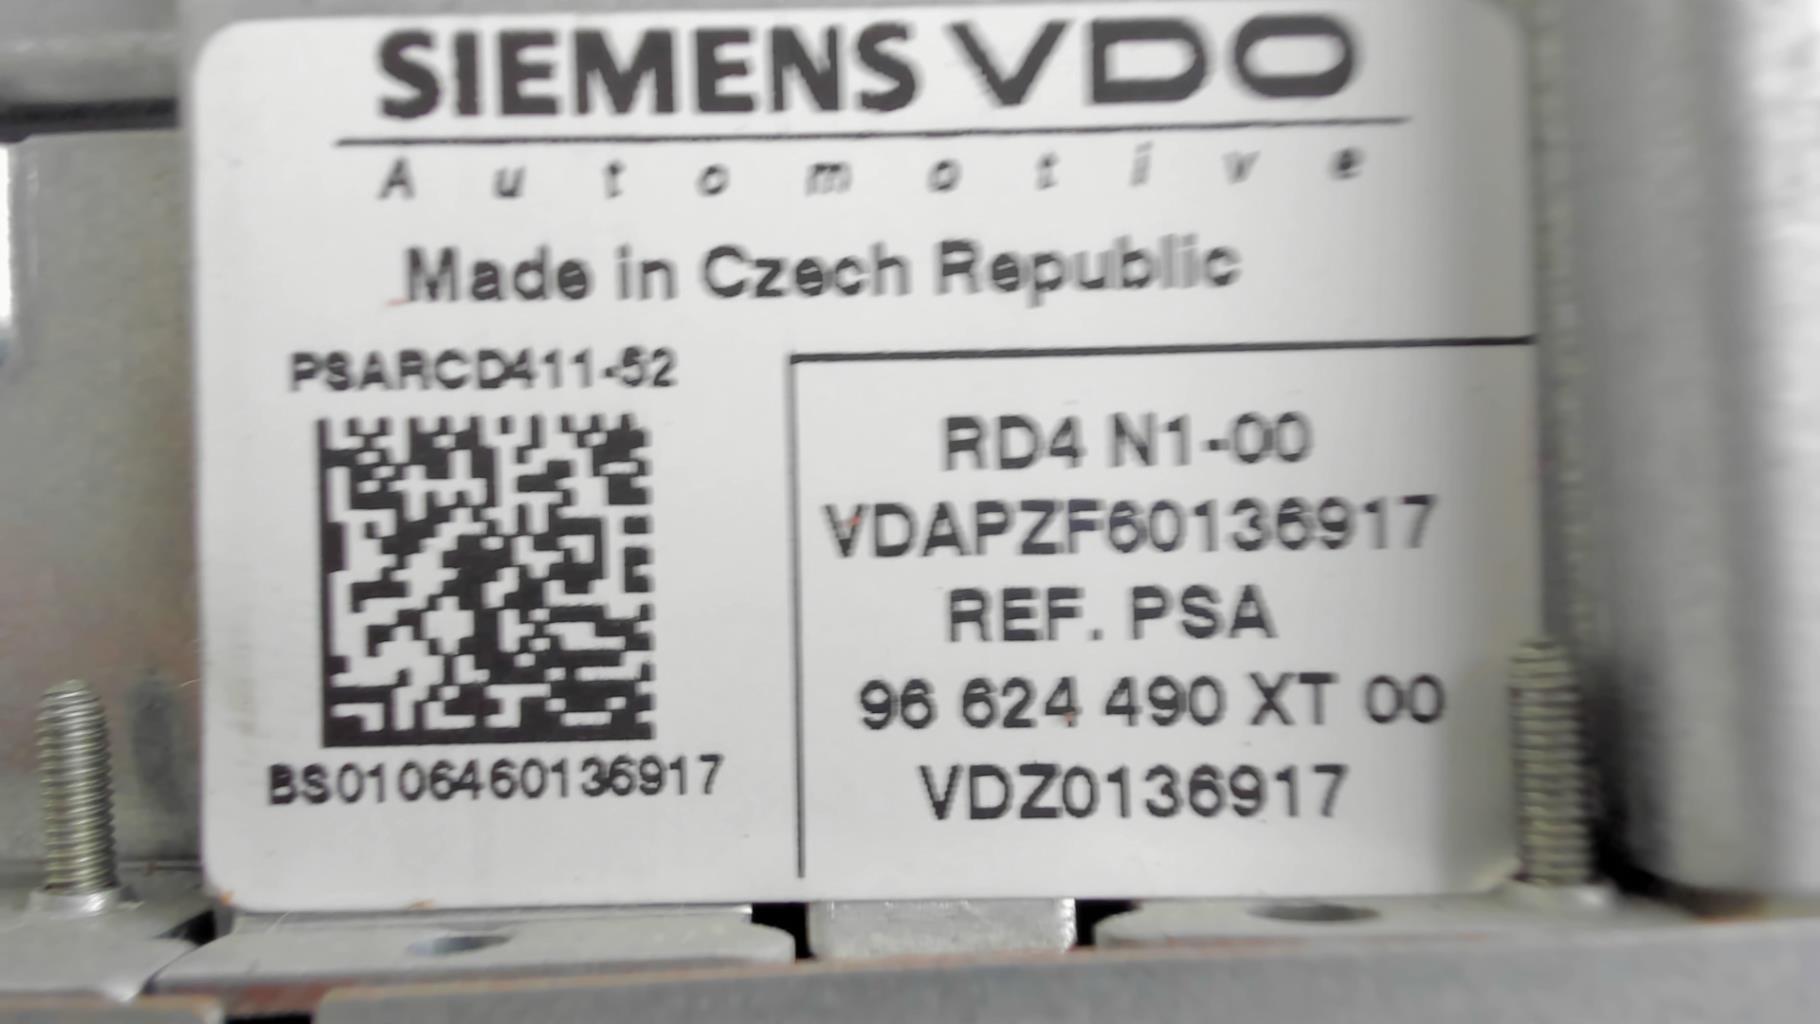 SIEMENS VDO
Automotive
Made in Czech Republic
PSARCD411-52
BS0106460136917
RD4 N1-00
VDAPZF60136917
REF. PSA
96 624 490 XT 00
VDZ0136917